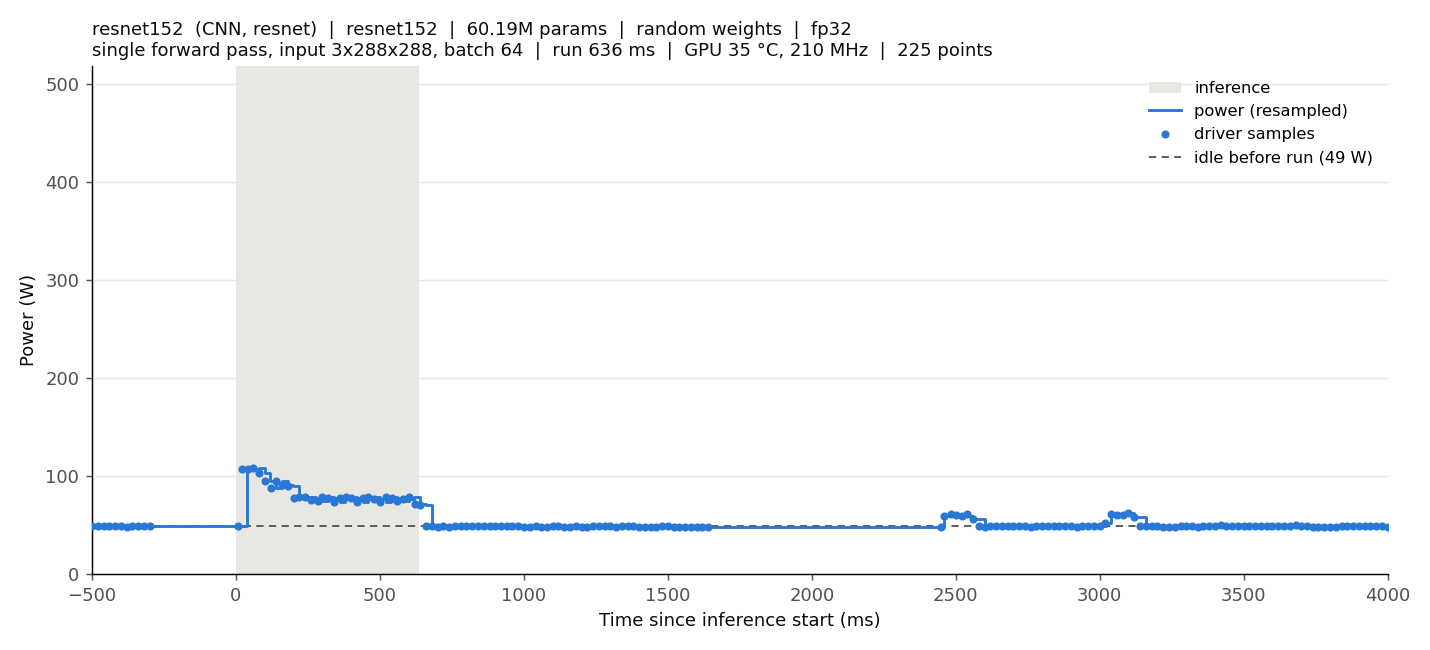 resnet152  (CNN, resnet)  |  resnet152  |  60.19M params  |  random weights  |  fp32
single forward pass, input 3x288x288, batch 64  |  run 636 ms  |  GPU 35 °C, 210 MHz  |  225 points
inference
power (resampled)
driver samples
idle before run (49 W)
Power (W)
500
400
300
200
100
0
−500
0
500
1000
1500
2000
2500
3000
3500
4000
Time since inference start (ms)